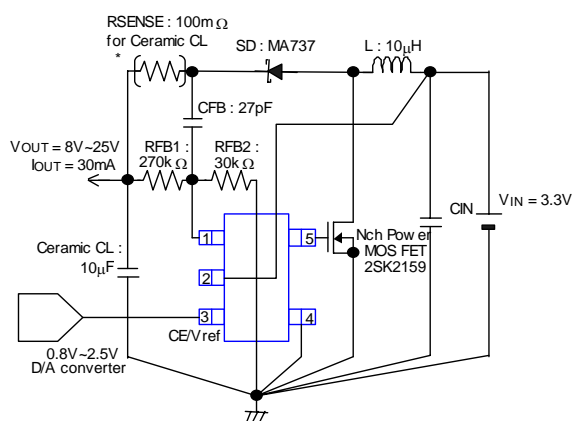 RSENSE : 100mΩ
for Ceramic CL
*
SD : MA737
L : 10μH
CFB : 27pF
VOUT = 8V~25V
IOUT = 30mA
RFB1 :
270kΩ
RFB2 :
30kΩ
VIN = 3.3V
CIN
1
5
Nch Power
MOS FET
2SK2159
Ceramic CL :
10μF
2
3
4
CE/Vref
0.8V~2.5V
D/A converter